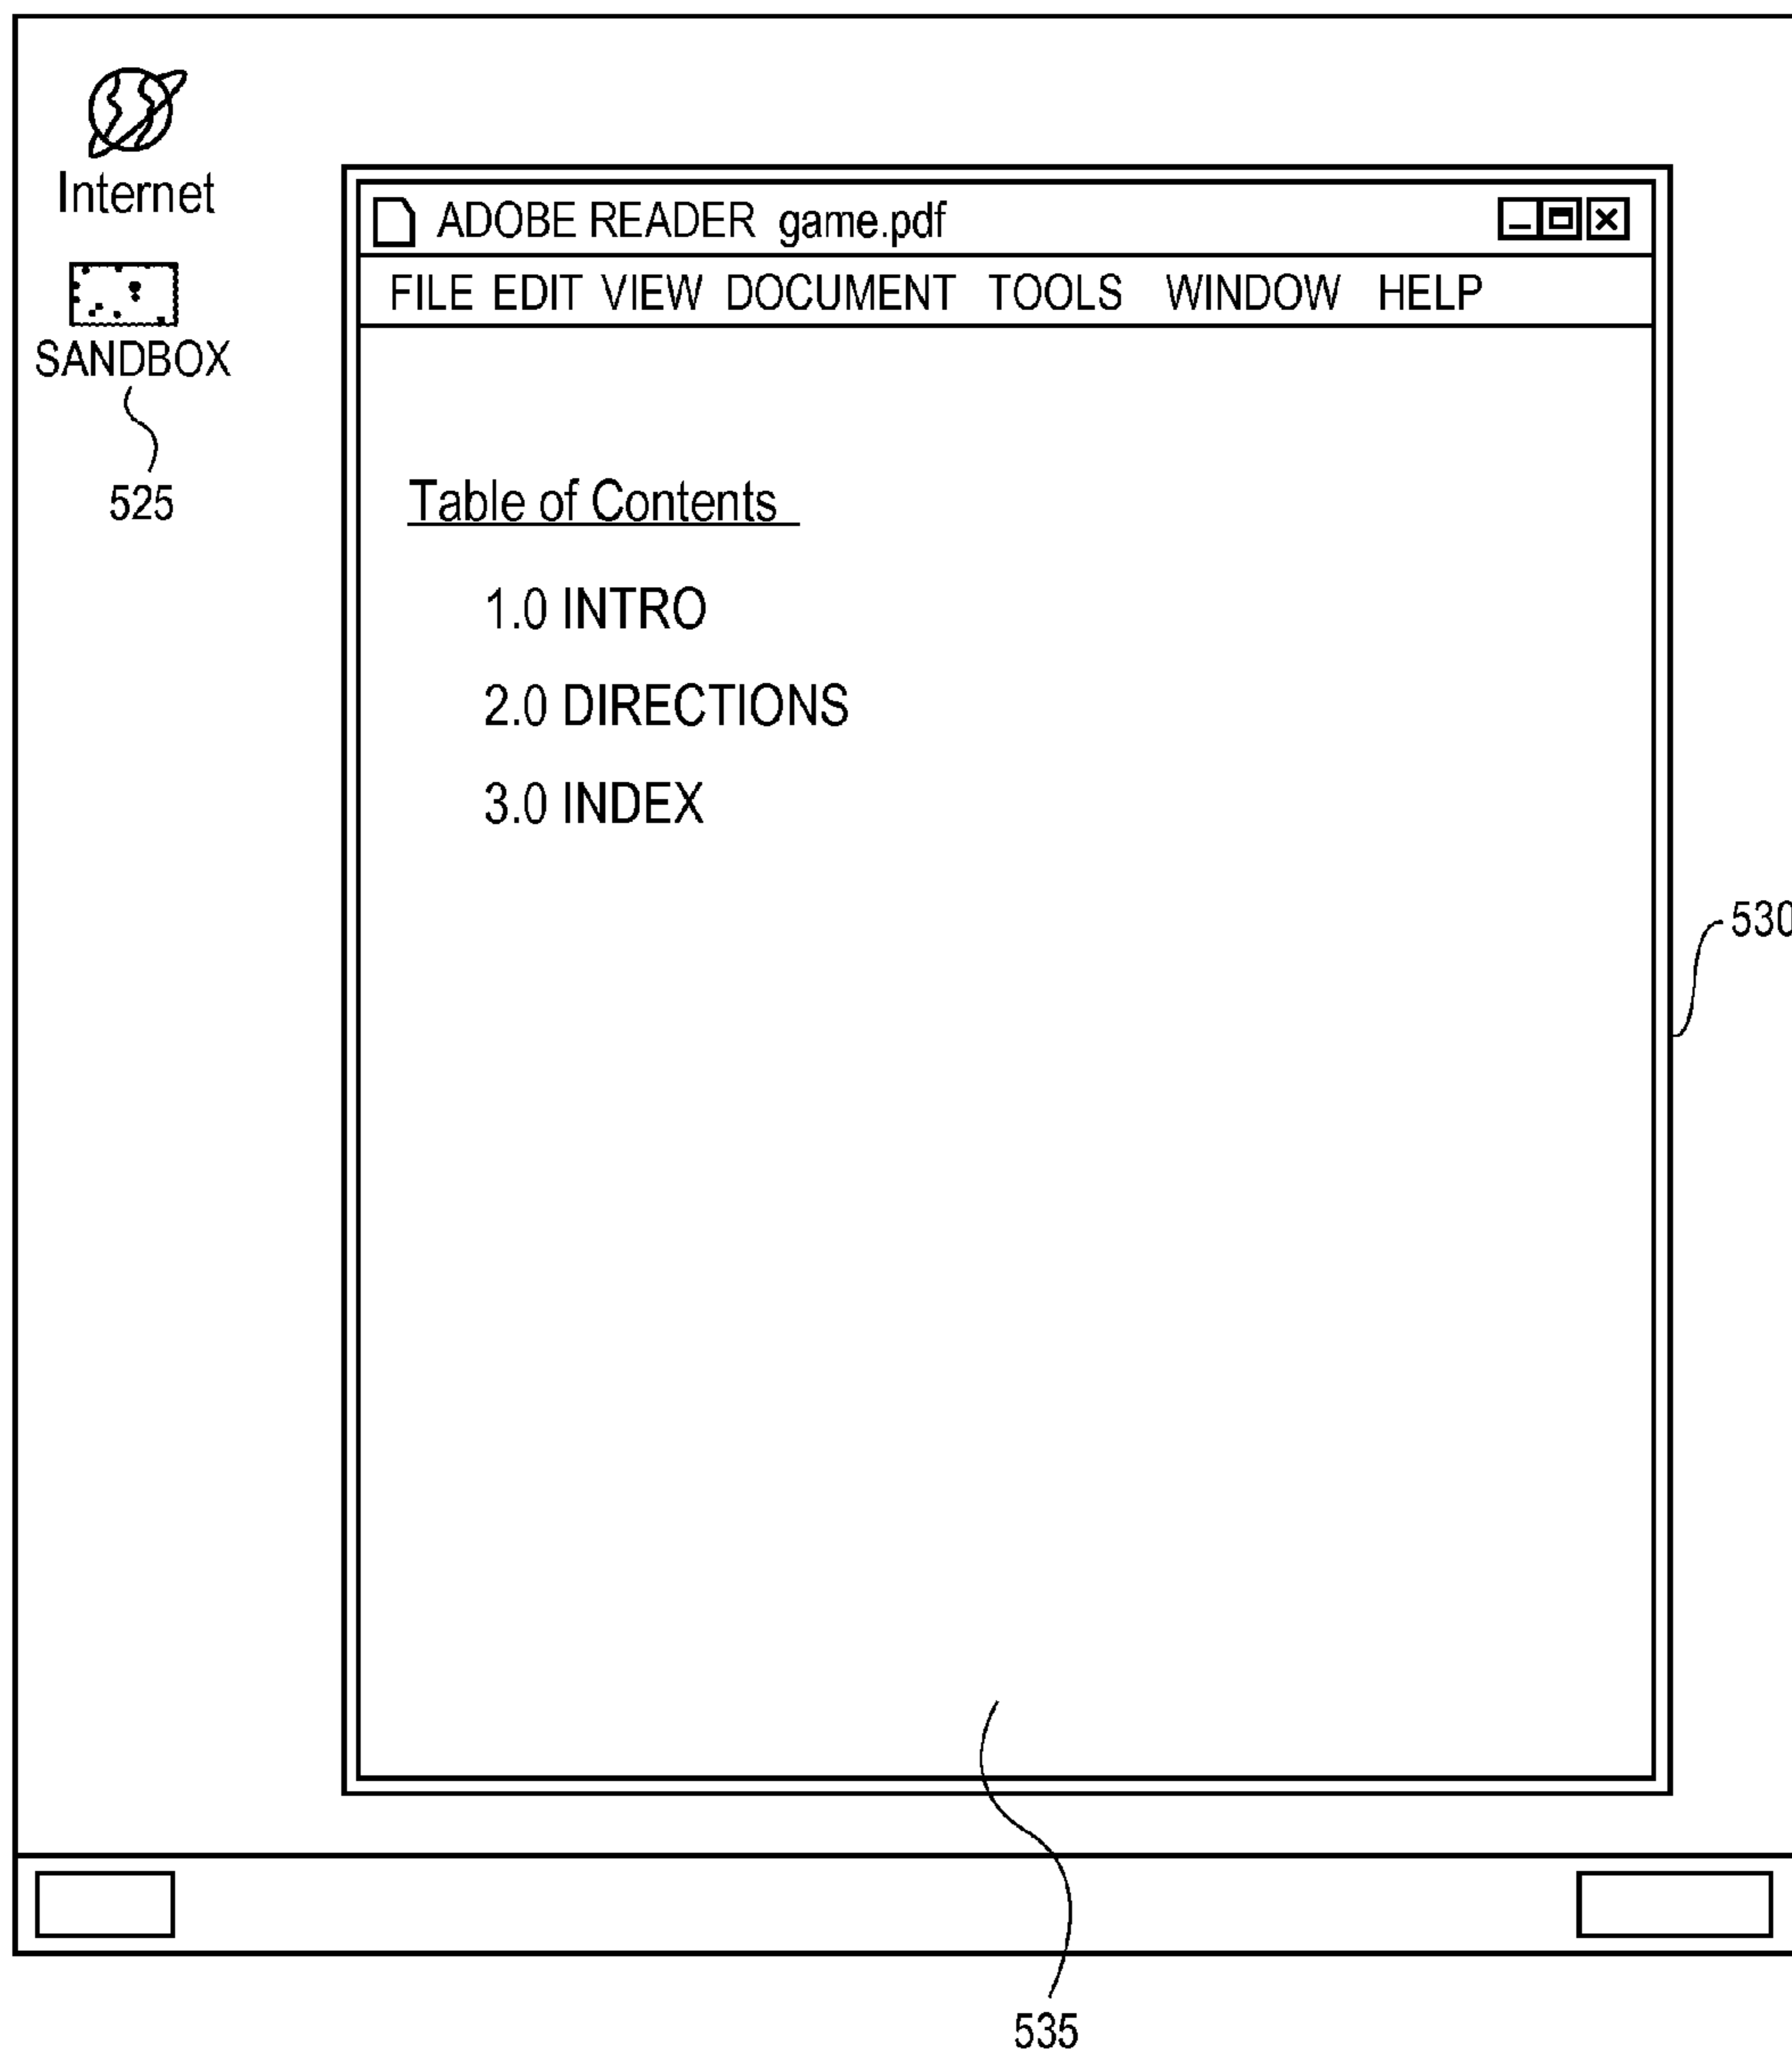 Internet
SANDBOX
525
ADOBE READER game.pdf
FILE EDIT VIEW DOCUMENT TOOLS WINDOW HELP
Table of Contents
1.0 INTRO
2.0 DIRECTIONS
3.0 INDEX
530
535